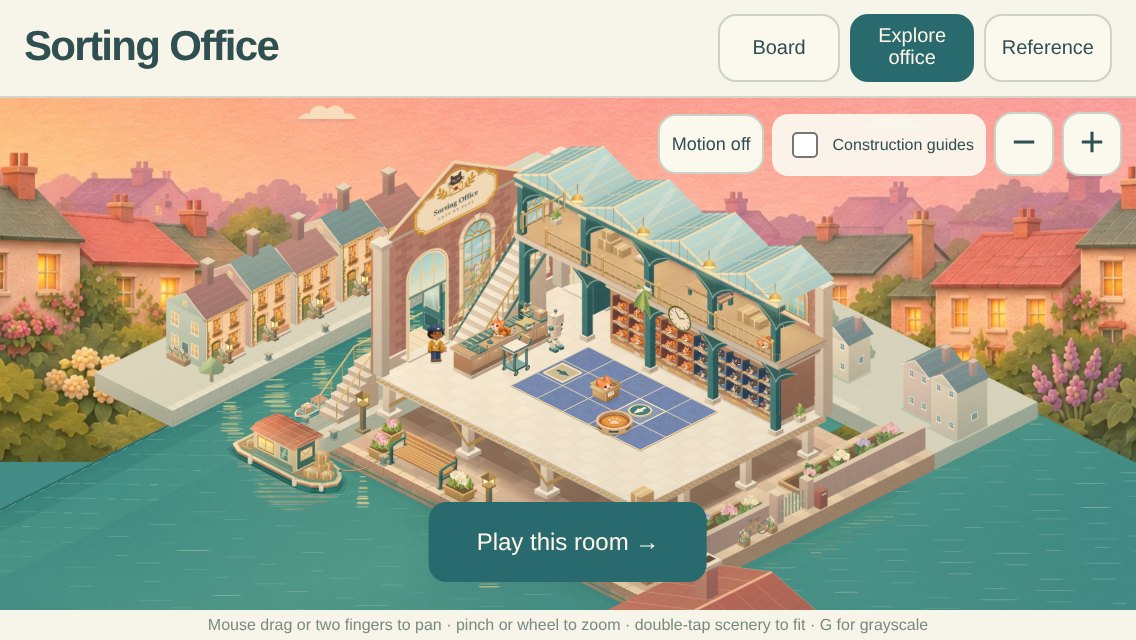 Sorting Office
Board
Explore
office
Reference
Motion off
Construction guides
Sorting Office
Play this room →
Mouse drag or two fingers to pan · pinch or wheel to zoom · double-tap scenery to fit · G for grayscale